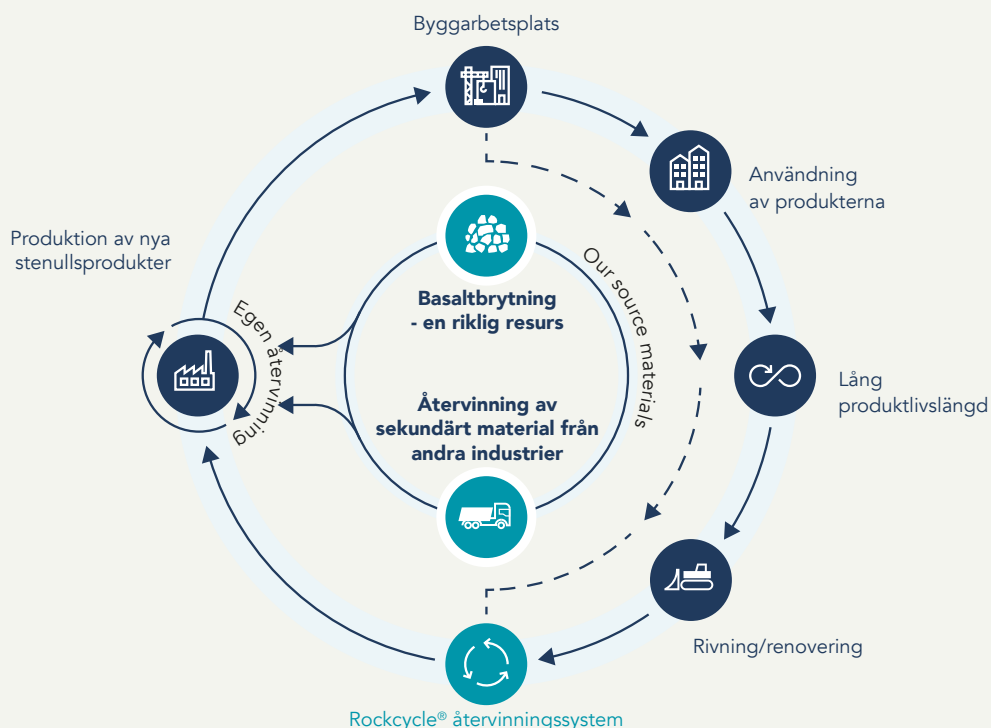 Byggarbetsplats
Användning
av produkterna
Produktion av nya
stenullsprodukter
Egen återvinning
Basaltbrytning
- en riklig resurs
Our source materials
Återvinning av
sekundärt material från
andra industrier
Lång
produktlivslängd
Rivning/renovering
Rockcycle® återvinningssystem